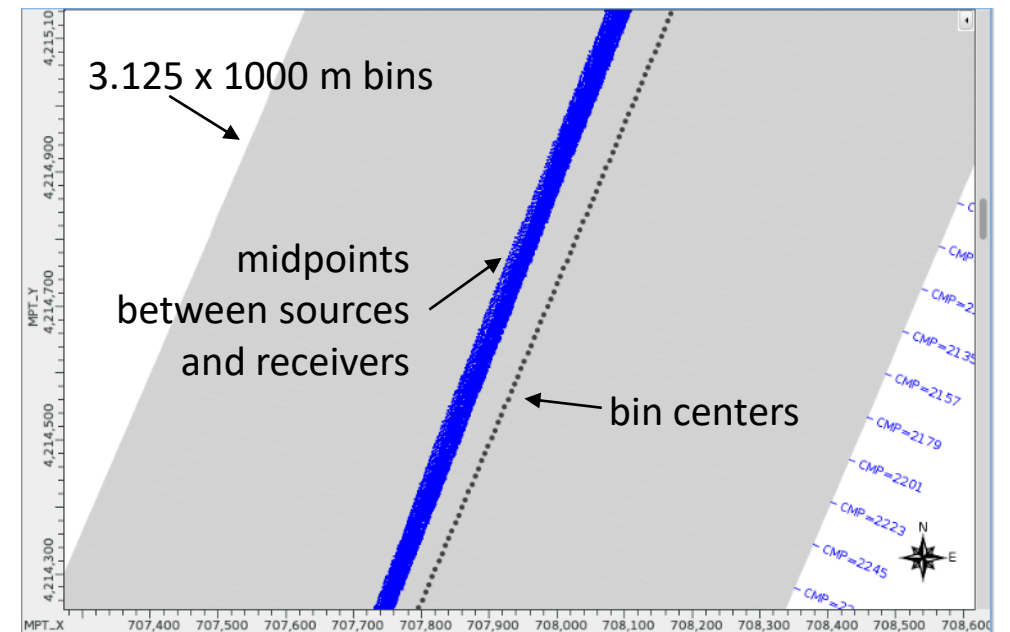 4,215,10
3.125 x 1000 m bins
4,214,900
midpoints
between sources
and receivers
4,214,700
MPT_Y
bin centers
4,214,500
4,214,300
CMP
CMP=2135
CMP=2157
CMP=2179
CMP=2201
CMP=2223
CMP=2245
N
E
MPT_X
707,400
707,500
707,600
707,700
707,800
707,900
708,000
708,100
708,200
708,300
708,400
708,500
708,600